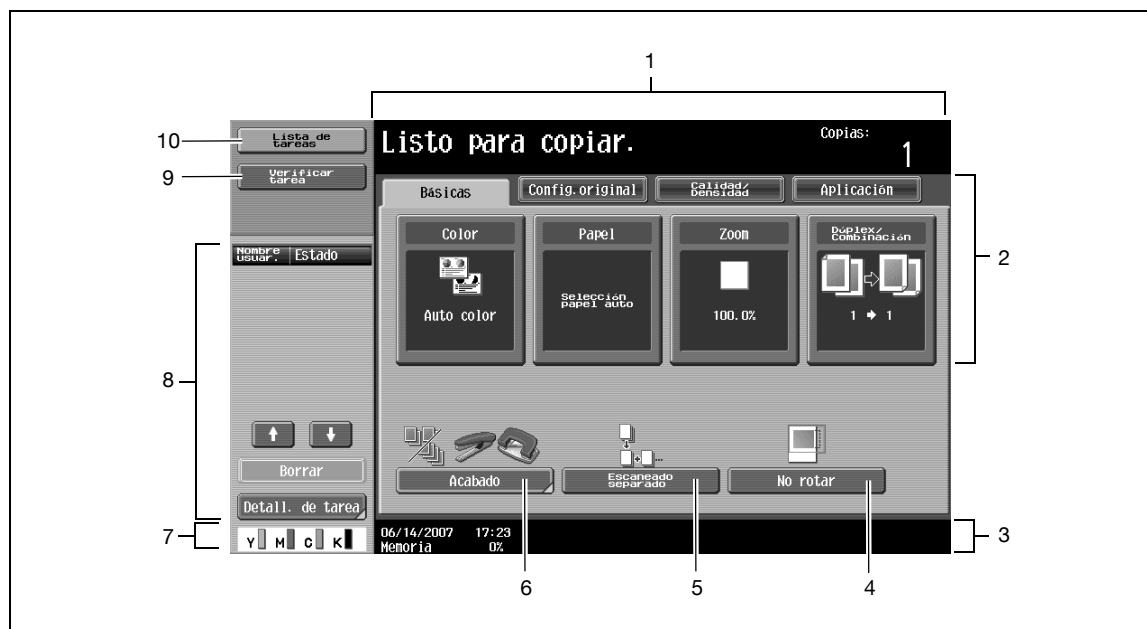 1
10
Lista de
tareas
Listo para copiar.
Copias:
1
9
Verificar
tarea
Básicas
Config.original
Calidad/
Densidad
Aplicación
Nombre
usuar.
Estado
Color
Papel
Zoom
Dúplex/
Combinación
2
Auto color
Selección
papel auto
100.0%
1 → 1
8
Borrar
Acabado
Escaneado
separado
No rotar
Detall. de tarea
7
Y M C K
06/14/2007 17:23
Memoria 0%
3
6
5
4